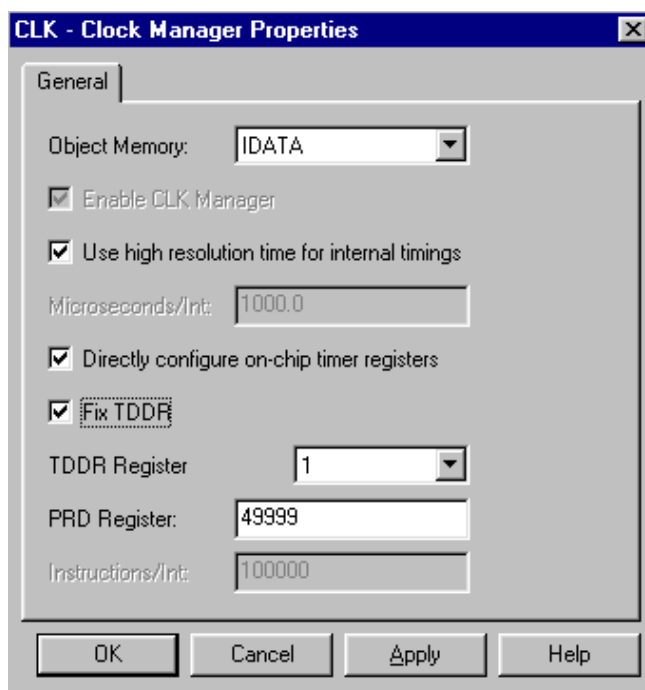 CLK - Clock Manager Properties
General
Object Memory: IDATA
Enable CLK Manager
Use high resolution time for internal timings
Microseconds/Int: 1000.0
Directly configure on-chip timer registers
Fix TDDR
TDDR Register 1
PRD Register: 49999
Instructions/Int: 100000
OK Cancel Apply Help